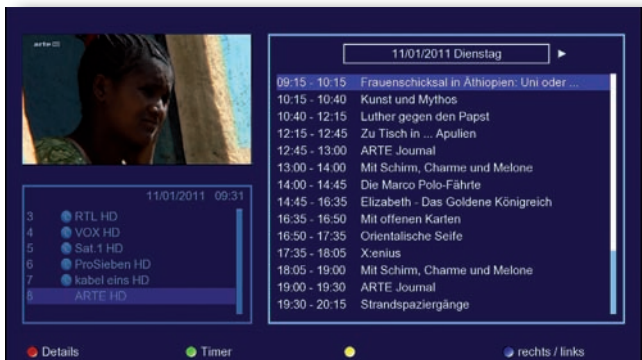 arte HD
11/01/2011 09:31
3 RTL HD
4 VOX HD
5 Sat.1 HD
6 ProSieben HD
7 kabel eins HD
8 ARTE HD
11/01/2011 Dienstag
09:15 - 10:15 Frauenschicksal in Äthiopien: Uni oder ...
10:15 - 10:40 Kunst und Mythos
10:40 - 12:15 Luther gegen den Papst
12:15 - 12:45 Zu Tisch in ... Apulien
12:45 - 13:00 ARTE Journal
13:00 - 14:00 Mit Schirm, Charme und Melone
14:00 - 14:45 Die Marco Polo-Fährte
14:45 - 16:35 Elizabeth - Das Goldene Königreich
16:35 - 16:50 Mit offenen Karten
16:50 - 17:35 Orientalische Seife
17:35 - 18:05 X:enius
18:05 - 19:00 Mit Schirm, Charme und Melone
19:00 - 19:30 ARTE Journal
19:30 - 20:15 Strandspaziergänge
Details Timer rechts / links